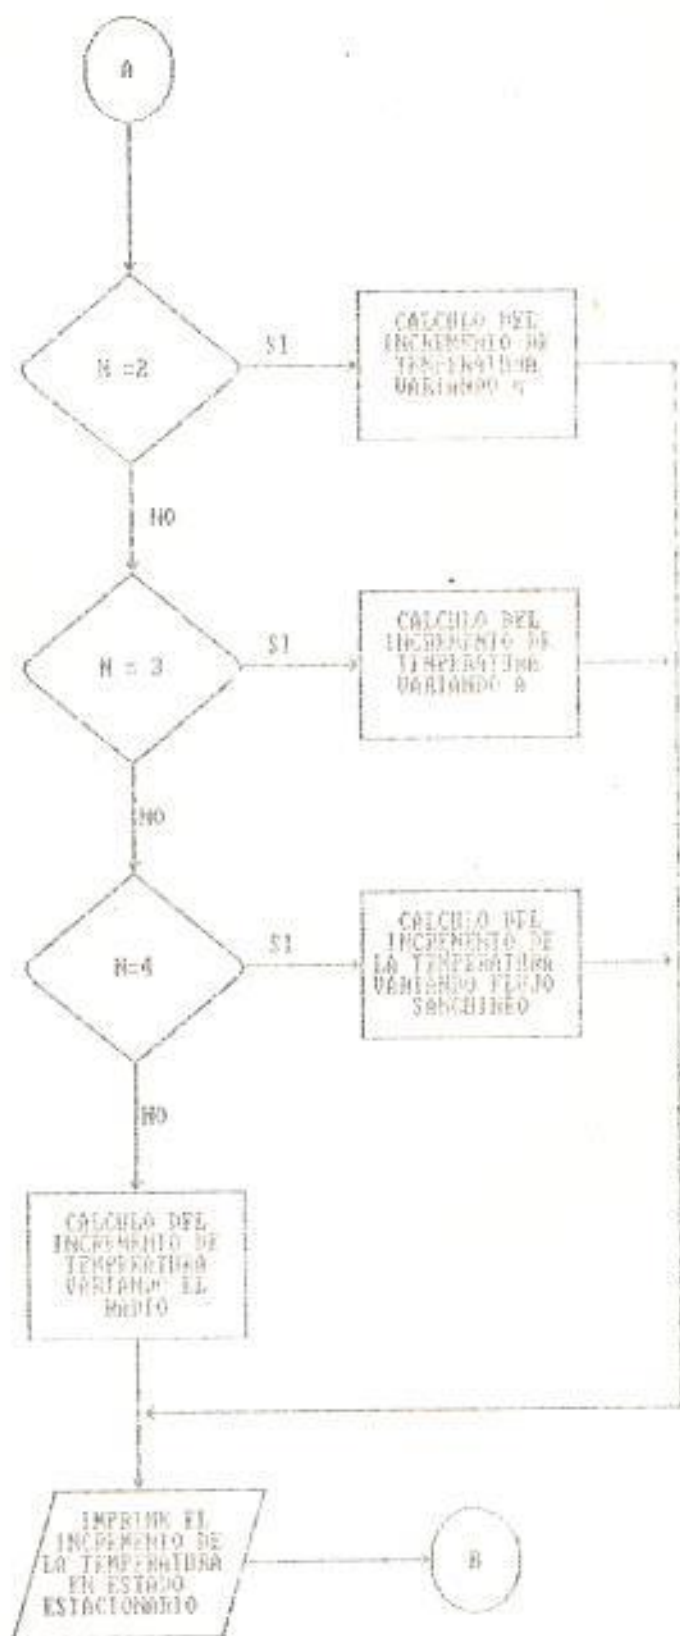 A
N =2
SI
CALCULO DEL
INCREMENTO DE
TEMPERATURA
VARIANDO
NO
N = 3
SI
CALCULO DEL
INCREMENTO DE
TEMPERATURA
VARIANDO A
NO
N=4
SI
CALCULO DEL
INCREMENTO DE
LA TEMPERATURA
VARIANDO FLUJO
SANGUINEO
NO
CALCULO DEL
INCREMENTO DE
TEMPERATURA
VARIANDO EL
RADIO
IMPRIME EL
INCREMENTO DE
LA TEMPERATURA
EN ESTADO
ESTACIONARIO
B